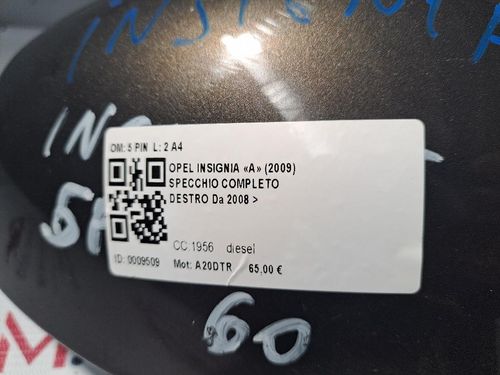 INSIGNIA
OM: 5 PIN L: 2 A4
OPEL INSIGNIA «A» (2009)
SPECCHIO COMPLETO
DESTRO Da 2008 >
CC:1956 diesel
ID: 0009509 Mot: A20DTR 65,00 €
60